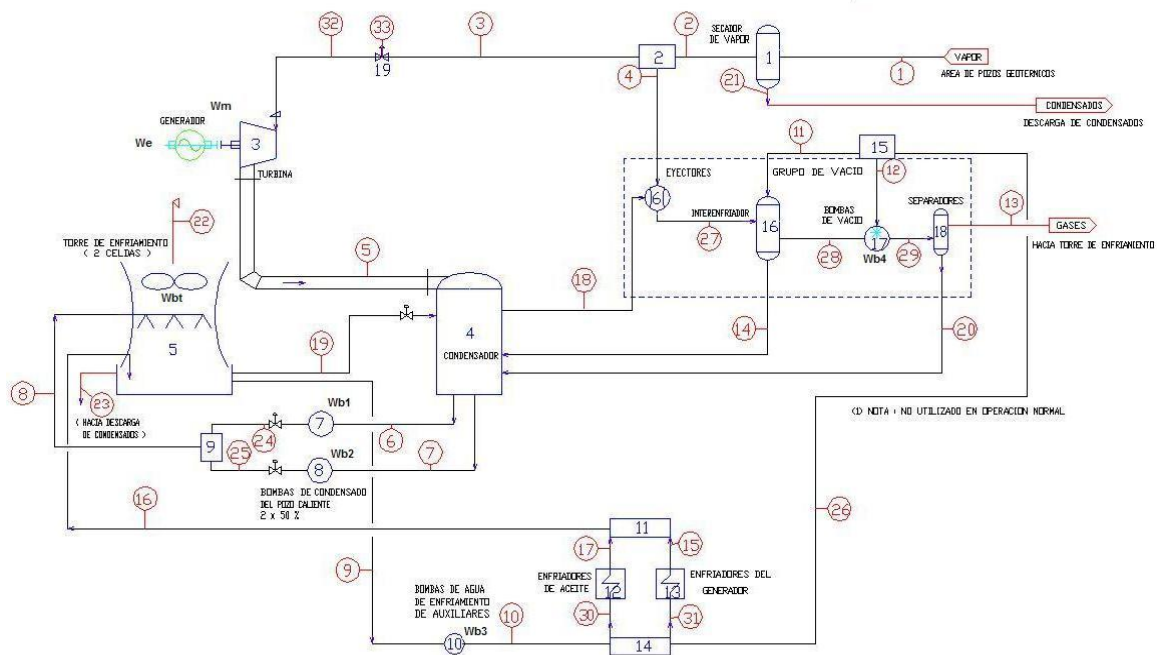 32
33
3
2
SECADOR
DE VAPOR
1
VAPOR
1
AREA DE POZOS GEOTERMICOS
19
2
4
21
CONDENSADOS
DESCARGA DE CONDENSADOS
Wm
GENERADOR
We
3
TURBINA
11
15
GRUPO DE VACIO
12
EYECTORES
6
INTERENFRIADOR
27
16
BOMBAS
DE VACIO
17
Wb4
28
29
SEPARADORES
18
13
GASES
HACIA TORRE DE ENFRIAMIENTO
22
TORRE DE ENFRIAMIENTO
( 2 CELDAS )
Wbt
5
5
18
4
CONDENSADOR
14
20
19
8
23
( HACIA DESCARGA
DE CONDENSADOS )
(1) NOTA : NO UTILIZADO EN OPERACION NORMAL
Wb1
7
24
6
9
Wb2
25
8
7
BOMBAS DE CONDENSADO
DEL POZO CALIENTE
2 x 50 %
16
26
11
17
15
ENFRIADORES
DE ACEITE
12
13
ENFRIADORES DEL
GENERADOR
9
BOMBAS DE AGUA
DE ENFRIAMIENTO
DE AUXILIARES
30
31
Wb3
10
10
14